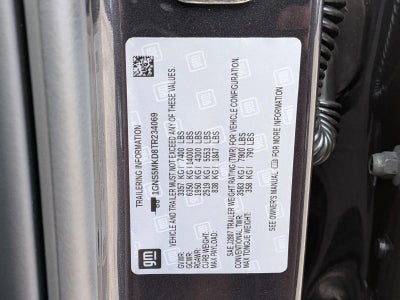 TRAILERING INFORMATION
1GNS5MKD8TR234069
VEHICLE AND TRAILER MUST NOT EXCEED ANY OF THESE VALUES.
GVWR: 3357 KG / 7400 LBS
GCWR: 6350 KG / 14000 LBS
RGAWR: 1950 KG / 4300 LBS
CURB WEIGHT: 2519 KG / 5553 LBS
MAX PAYLOAD: 838 KG / 1847 LBS
SAE J2807 TRAILER WEIGHT RATING (TWR) FOR VEHICLE CONFIGURATION.
CONVENTIONAL TWR: 3583 KG / 7900 LBS
MAX TONGUE WEIGHT: 358 KG / 790 LBS
SEE OWNER'S MANUAL FOR MORE INFORMATION
gm